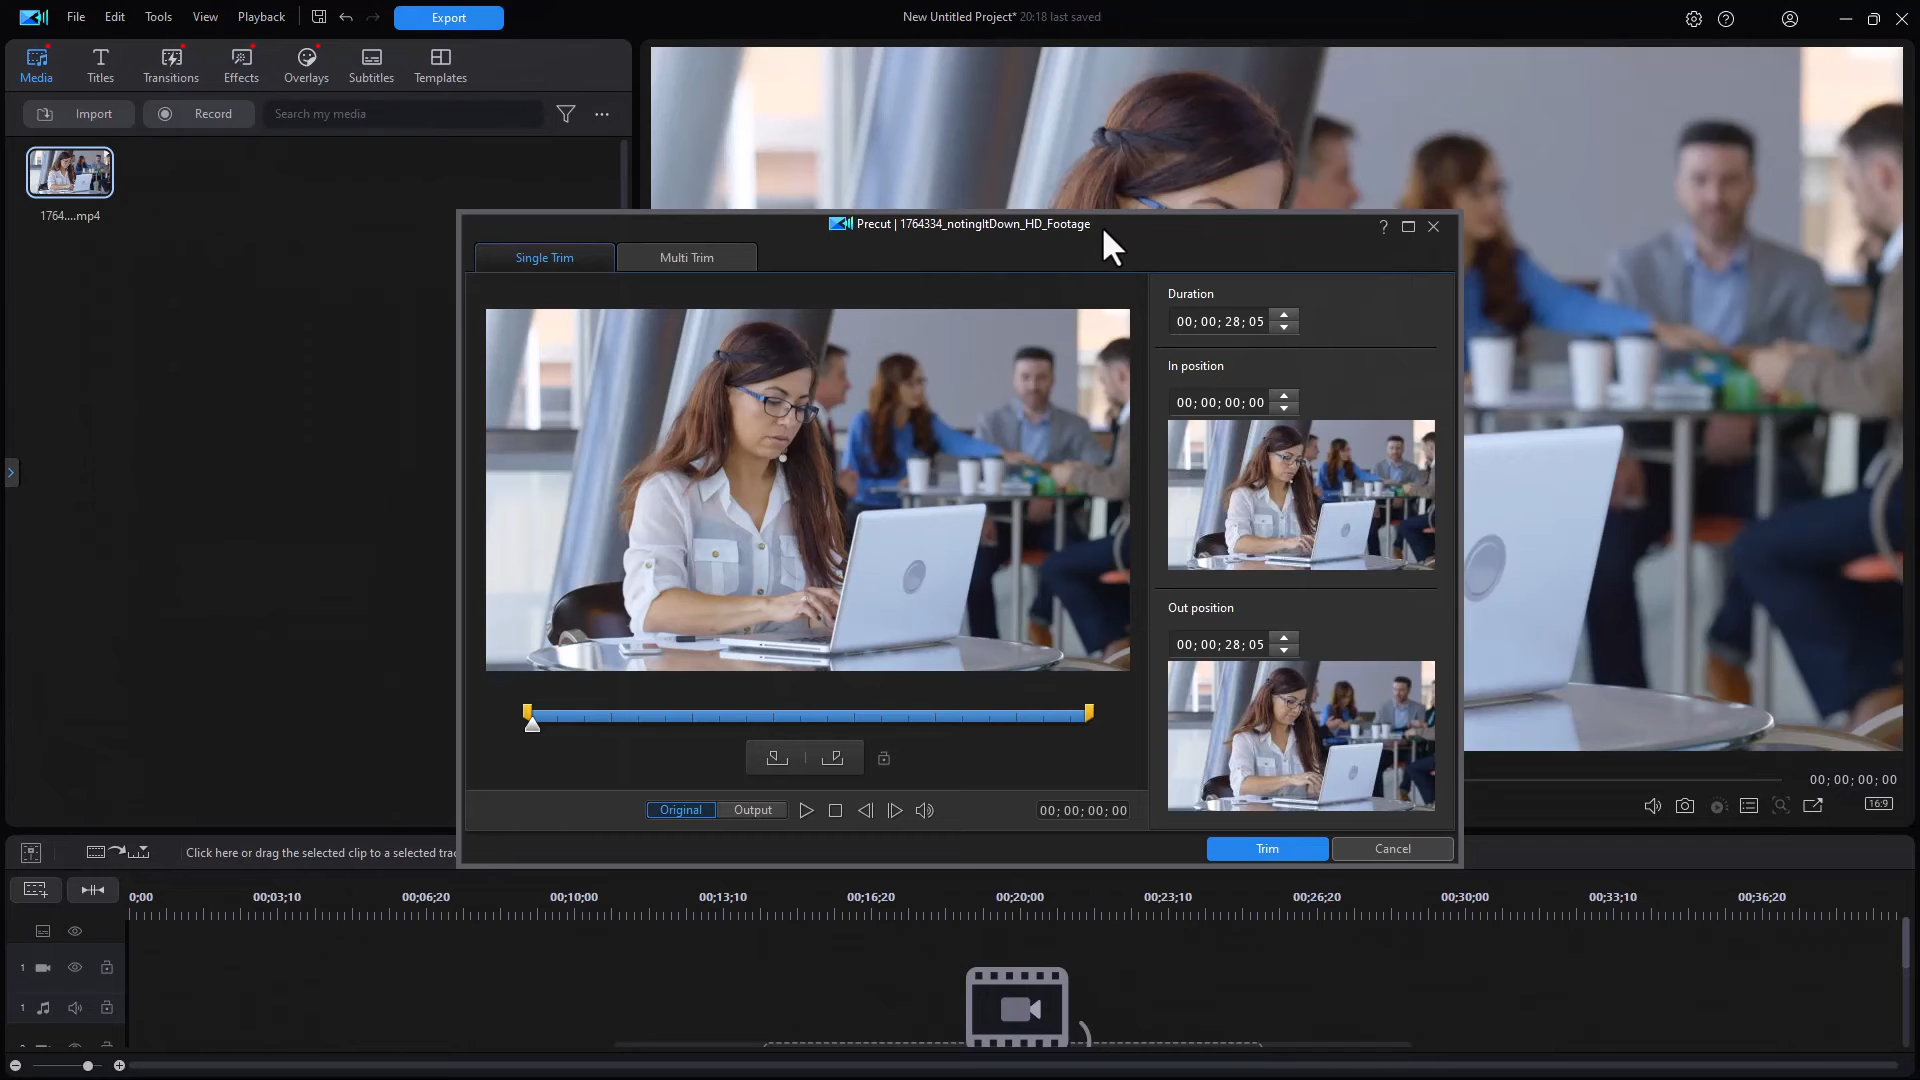 File Edit Tools View Playback Export New Untitled Project* 20:18 last saved
Media Titles Transitions Effects Overlays Subtitles Templates
Import Record Search my media
1764....mp4
Precut | 1764334_notingItDown_HD_Footage
Single Trim Multi Trim
Duration
00; 00; 28; 05
In position
00; 00; 00; 00
Out position
00; 00; 28; 05
Original Output 00; 00; 00; 00
Trim Cancel
00; 00; 00; 00
16:9
Click here or drag the selected clip to a selected trac
0;00 00;03;10 00;06;20 00;10;00 00;13;10 00;16;20 00;20;00 00;23;10 00;26;20 00;30;00 00;33;10 00;36;20
1
1